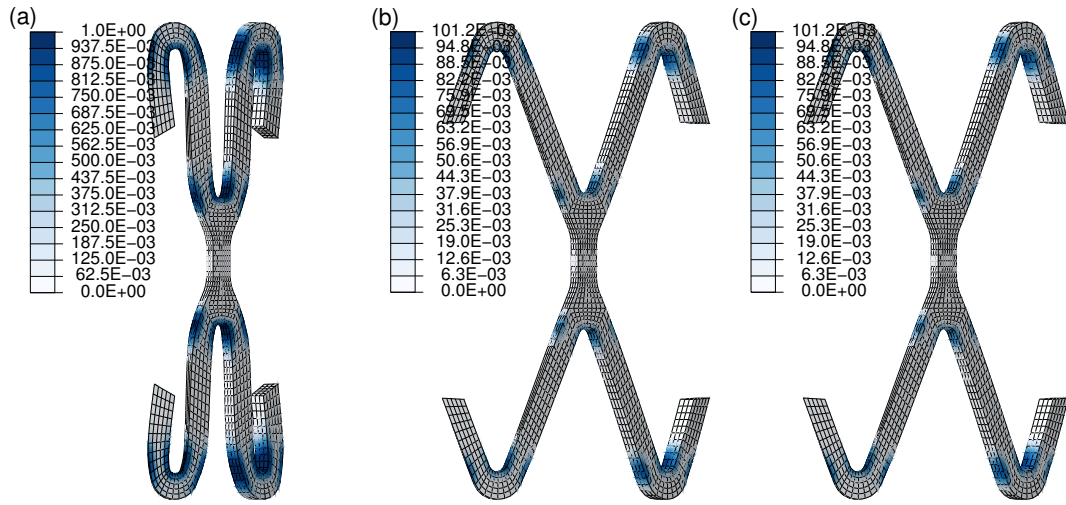 (a)
1.0E+00
937.5E−03
875.0E−03
812.5E−03
750.0E−03
687.5E−03
625.0E−03
562.5E−03
500.0E−03
437.5E−03
375.0E−03
312.5E−03
250.0E−03
187.5E−03
125.0E−03
62.5E−03
0.0E+00
(b)
101.2E−03
94.8E−03
88.5E−03
82.2E−03
75.9E−03
69.5E−03
63.2E−03
56.9E−03
50.6E−03
44.3E−03
37.9E−03
31.6E−03
25.3E−03
19.0E−03
12.6E−03
6.3E−03
0.0E+00
(c)
101.2E−03
94.8E−03
88.5E−03
82.2E−03
75.9E−03
69.5E−03
63.2E−03
56.9E−03
50.6E−03
44.3E−03
37.9E−03
31.6E−03
25.3E−03
19.0E−03
12.6E−03
6.3E−03
0.0E+00